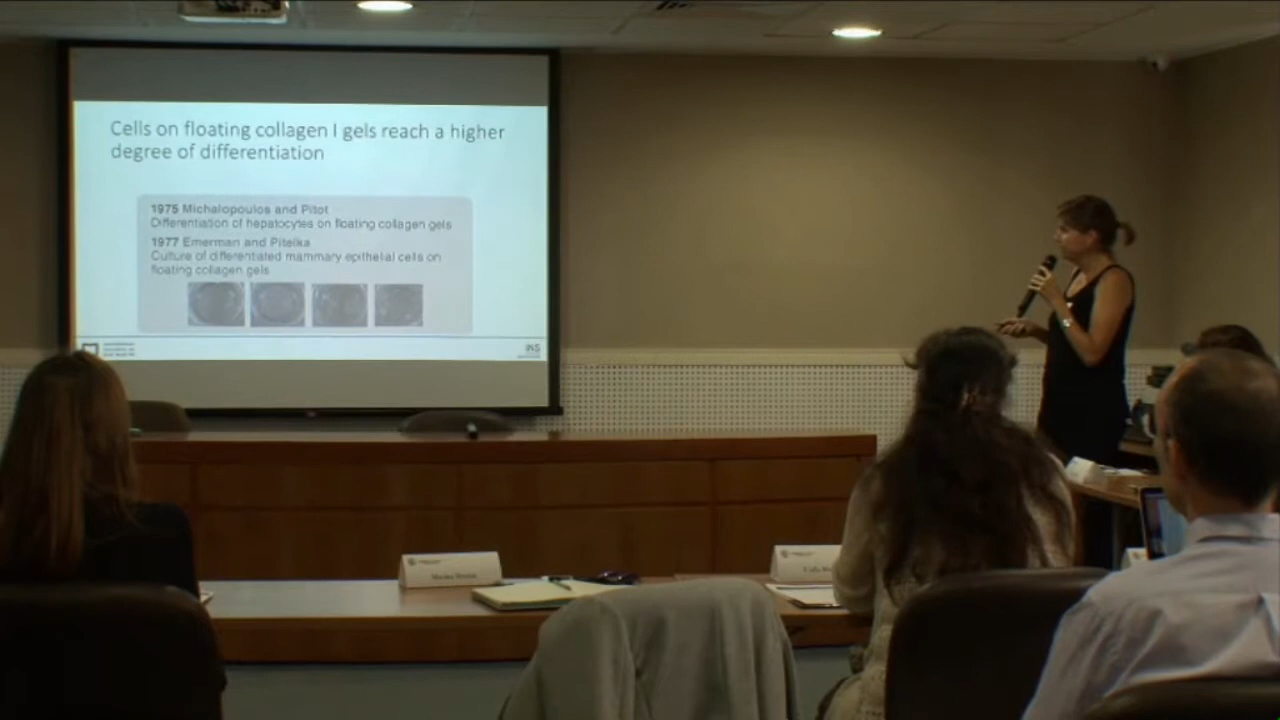 Cells on floating collagen I gels reach a higher
degree of differentiation
1975 Michalopoulos and Pitot
Differentiation of hepatocytes on floating collagen gels
1977 Emerman and Pitelka
Culture of differentiated mammary epithelial cells on
floating collagen gels